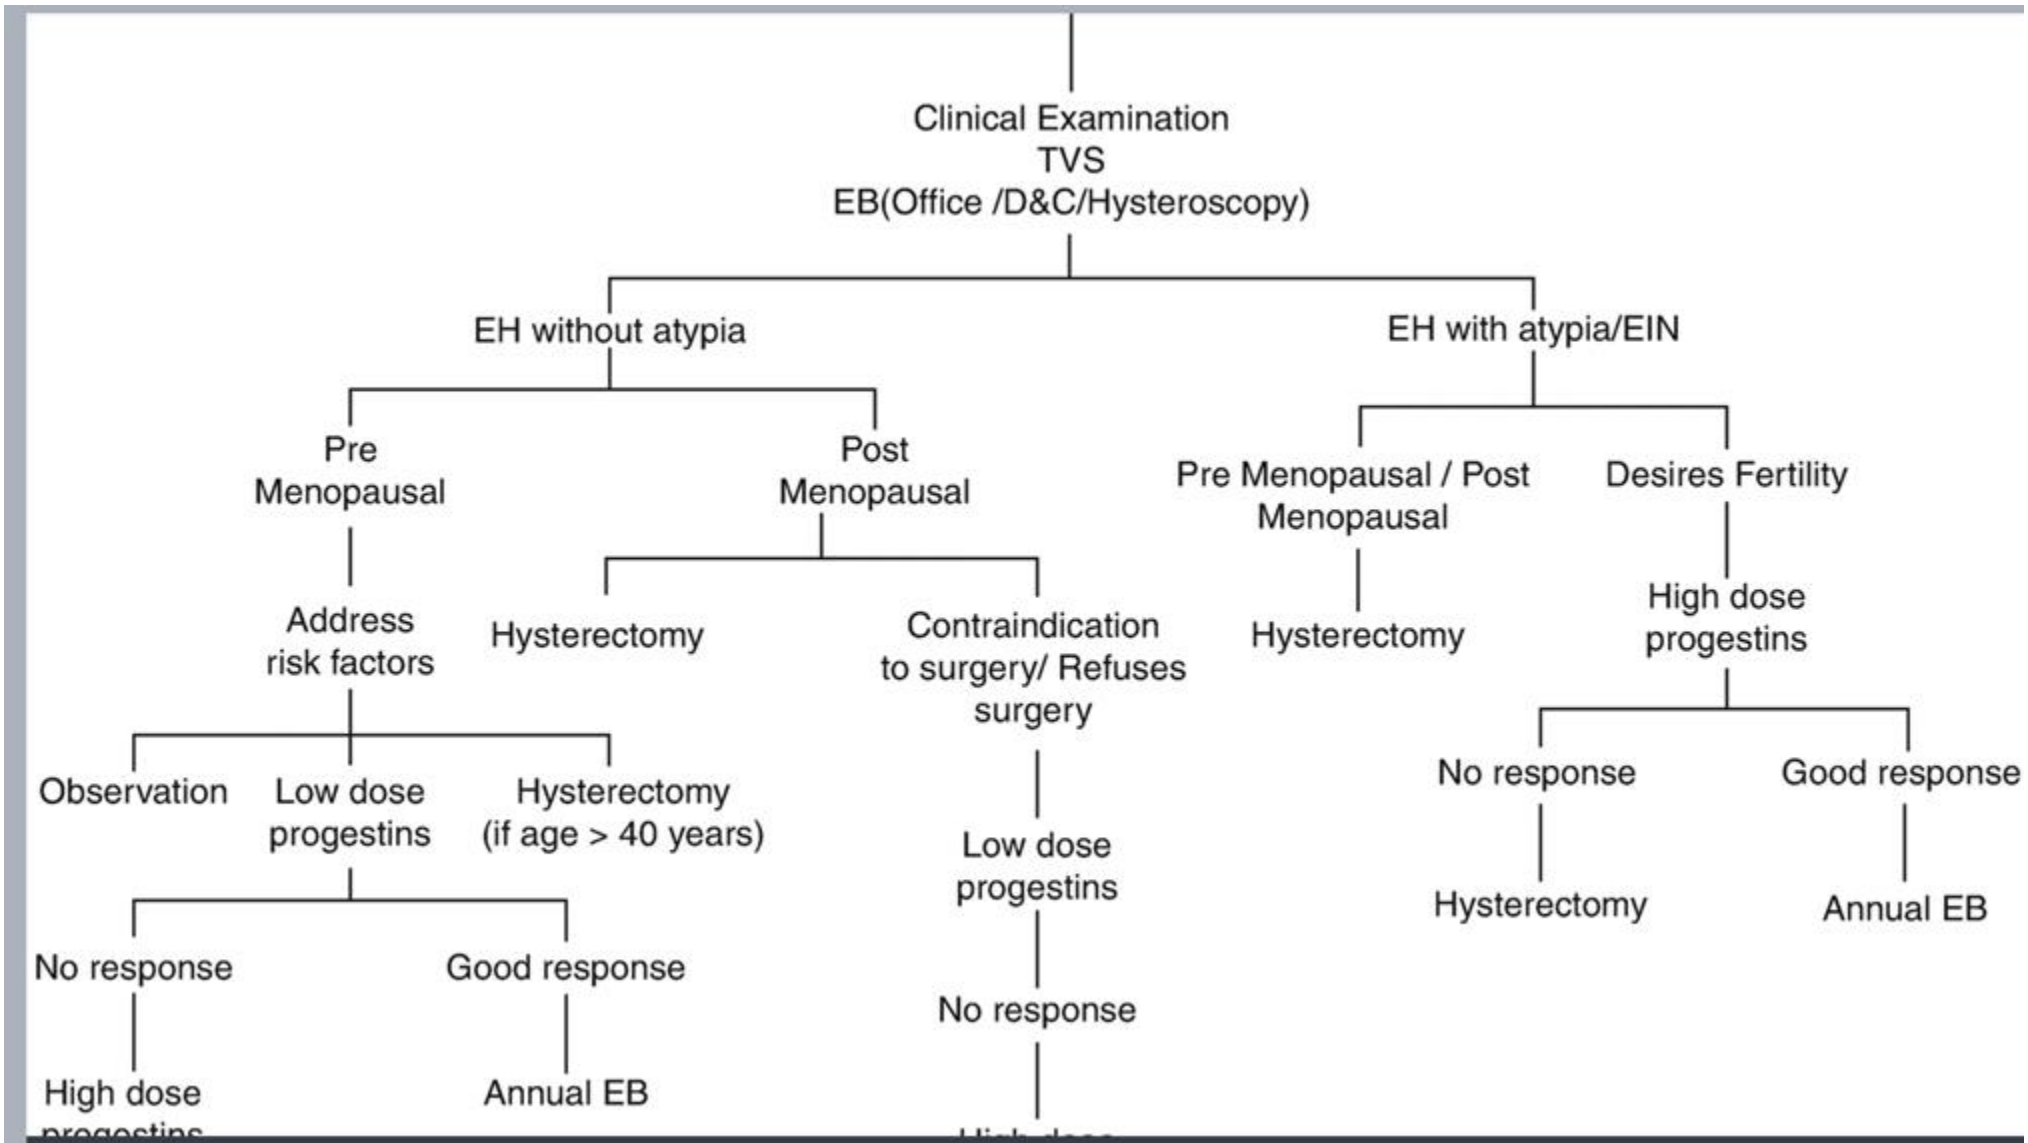 Clinical Examination
TVS
EB(Office /D&C/Hysteroscopy)
EH without atypia
EH with atypia/EIN
Pre
Menopausal
Post
Menopausal
Pre Menopausal / Post
Menopausal
Desires Fertility
Address
risk factors
Hysterectomy
Contraindication
to surgery/ Refuses
surgery
Hysterectomy
High dose
progestins
Observation
Low dose
progestins
Hysterectomy
(if age > 40 years)
Low dose
progestins
No response
Good response
Hysterectomy
Annual EB
No response
Good response
No response
High dose
progestins
Annual EB
High dose